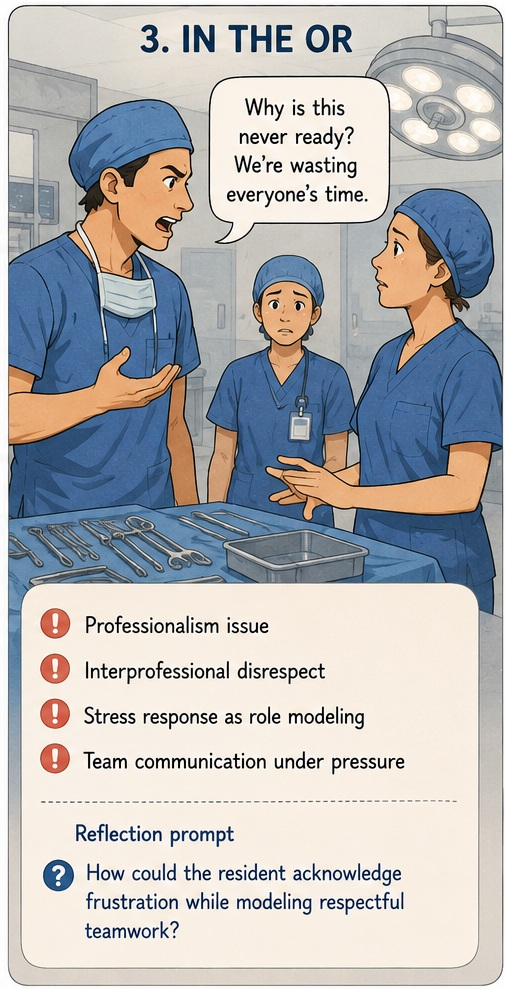 3. IN THE OR
Why is this
never ready?
We're wasting
everyone's time.
Professionalism issue
Interprofessional disrespect
Stress response as role modeling
Team communication under pressure
Reflection prompt
How could the resident acknowledge
frustration while modeling respectful
teamwork?